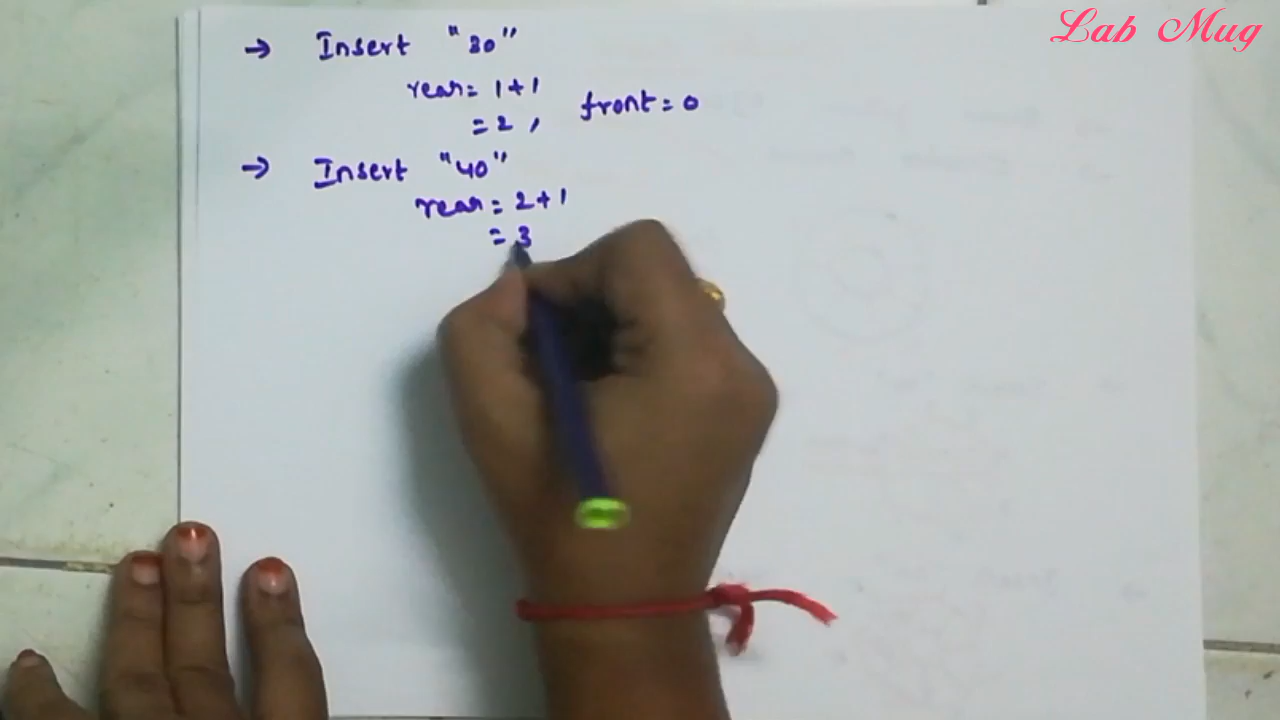 Lab Mug
→ Insert "30"
rear = 1+1
= 2 , front = 0
→ Insert "40"
rear = 2+1
= 3